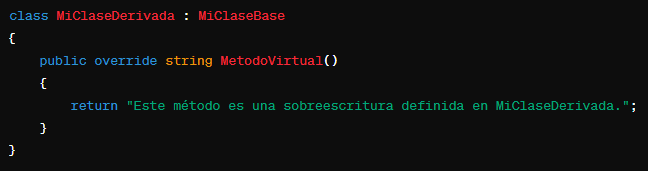 class MiClaseDerivada : MiClaseBase
{
    public override string MetodoVirtual()
    {
        return "Este método es una sobreescritura definida en MiClaseDerivada.";
    }
}